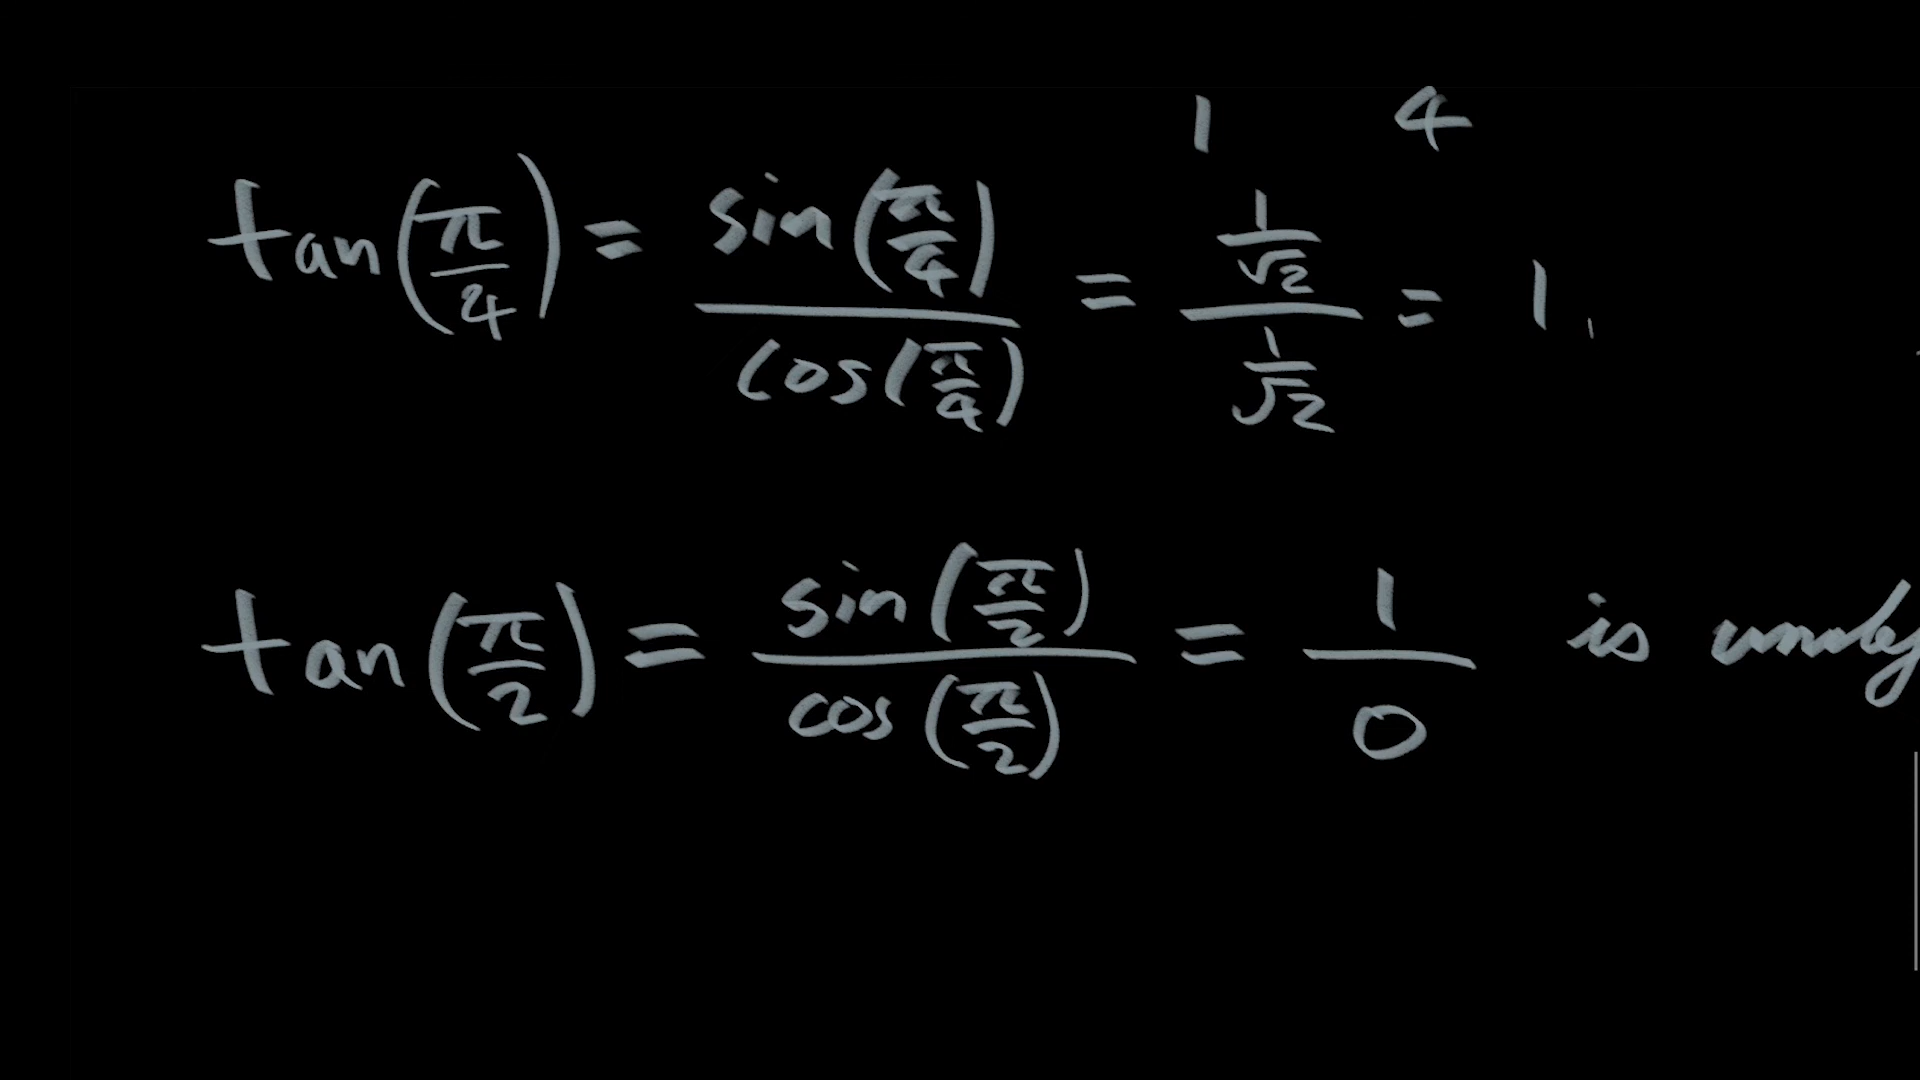 1 4
tan(π/4) = sin(π/4)/cos(π/4) = (1/√2)/(1/√2) = 1.
tan(π/2) = sin(π/2)/cos(π/2) = 1/0 is